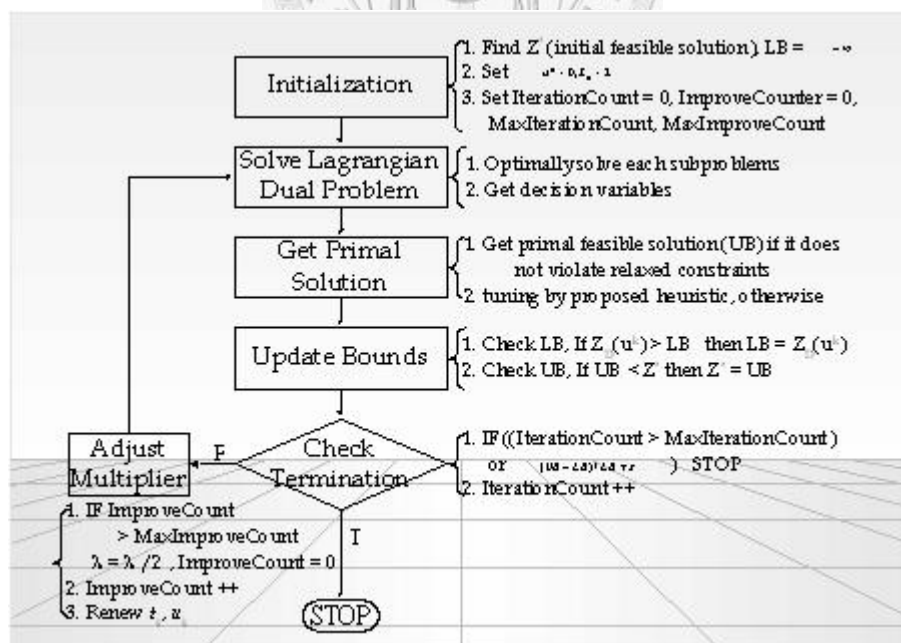 Initialization
1. Find Z* (initial feasible solution), LB = -∞
2. Set
3. Set IterationCount = 0, ImproveCounter = 0,
MaxIterationCount, MaxImproveCount
Solve Lagrangian
Dual Problem
1. Optimally solve each subproblems
2. Get decision variables
Get Primal
Solution
1. Get primal feasible solution (UB) if it does
not violate relaxed constraints
2. tuning by proposed heuristic, otherwise
Update Bounds
1. Check LB, If Z_D(u^k) > LB then LB = Z_D(u^k)
2. Check UB, If UB < Z* then Z* = UB
Adjust
Multiplier
F
Check
Termination
1. IF ((IterationCount > MaxIterationCount)
or ) STOP
2. IterationCount ++
1. IF ImproveCount
> MaxImproveCount
λ = λ /2 , ImproveCount = 0
2. ImproveCount ++
3. Renew t_k, u_k
T
STOP